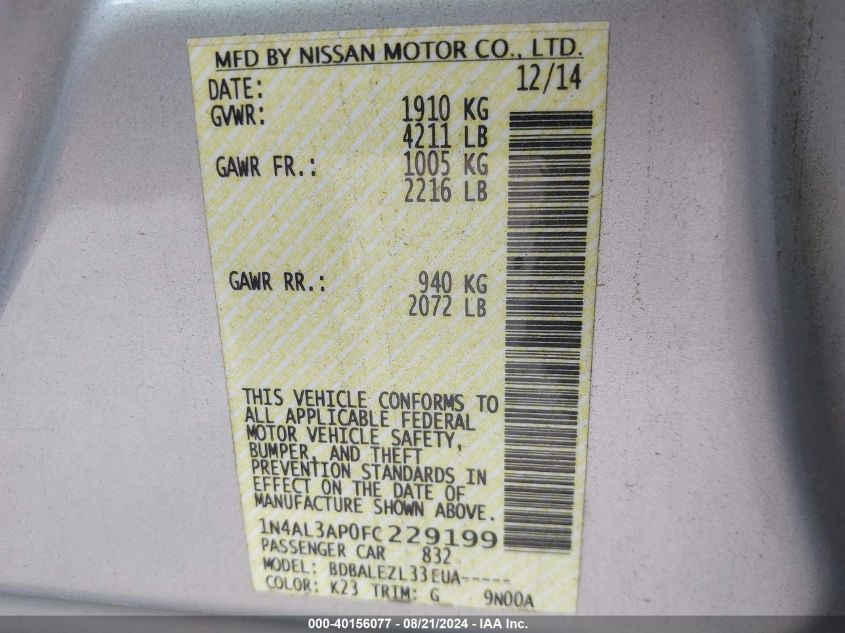 MFD BY NISSAN MOTOR CO., LTD.
DATE: 12/14
GVWR: 1910 KG
4211 LB
GAWR FR.: 1005 KG
2216 LB
GAWR RR.: 940 KG
2072 LB
THIS VEHICLE CONFORMS TO
ALL APPLICABLE FEDERAL
MOTOR VEHICLE SAFETY,
BUMPER, AND THEFT
PREVENTION STANDARDS IN
EFFECT ON THE DATE OF
MANUFACTURE SHOWN ABOVE.
1N4AL3AP0FC229199
PASSENGER CAR 832
MODEL: BDBALEZL33EUA-----
COLOR: K23 TRIM: G 9N00A
000-40156077 - 08/21/2024 - IAAI Inc.